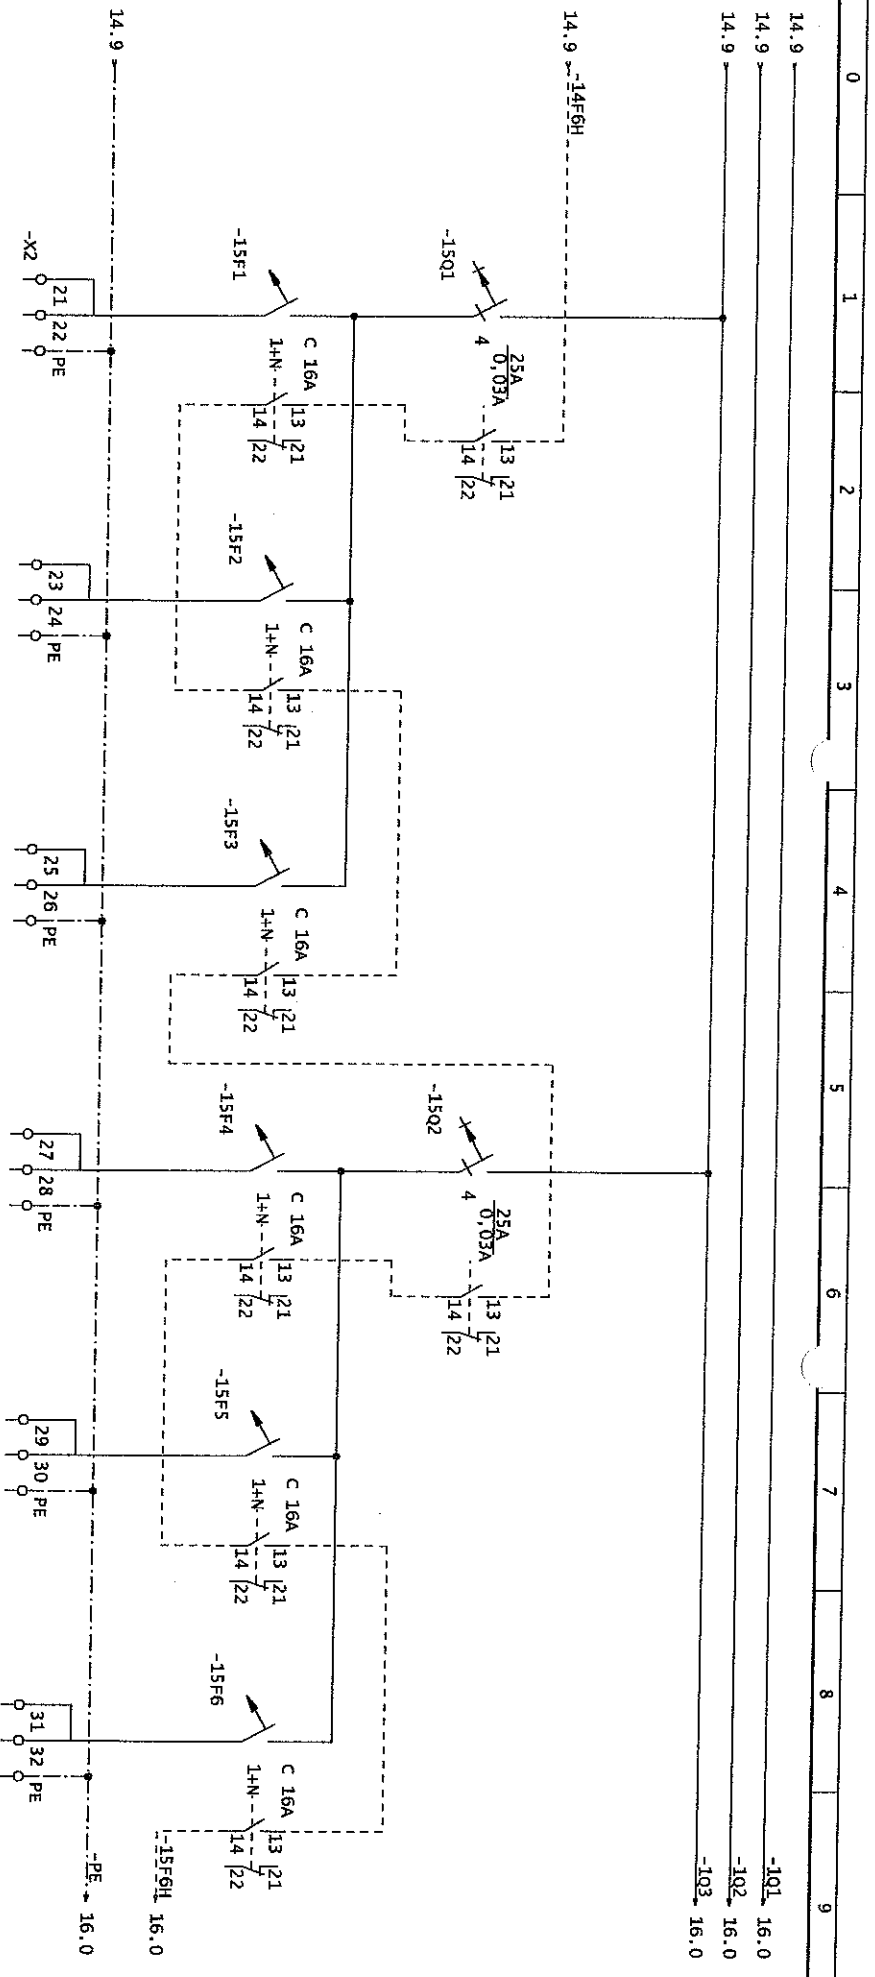 0 1 2 3 4 5 6 7 8 9
14.9 -1Q1 16.0
14.9 -1Q2 16.0
14.9 -1Q3 16.0
14.9 -14F6H
-15Q1
4
25A
0,03A
13 21
14 22
-15Q2
4
25A
0,03A
13 21
14 22
-15F1
C 16A
1+N
13 21
14 22
-15F2
C 16A
1+N
13 21
14 22
-15F3
C 16A
1+N
13 21
14 22
-15F4
C 16A
1+N
13 21
14 22
-15F5
C 16A
1+N
13 21
14 22
-15F6
C 16A
1+N
13 21
14 22
-15F6H 16.0
14.9 -PE 16.0
-X2 21 22 PE 23 24 PE 25 26 PE 27 28 PE 29 30 PE 31 32 PE